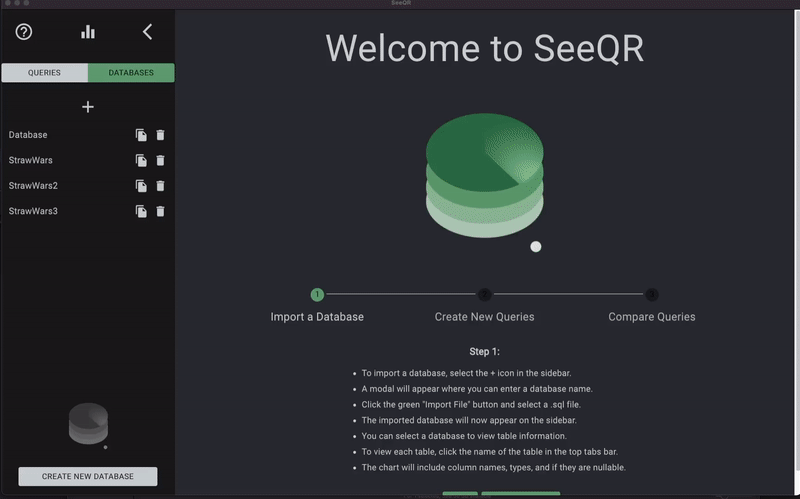 SeeQR
QUERIES
DATABASES
Database
StrawWars
StrawWars2
StrawWars3
CREATE NEW DATABASE
Welcome to SeeQR
1
Import a Database
Create New Queries
Compare Queries
Step 1:
To import a database, select the + icon in the sidebar.
A modal will appear where you can enter a database name.
Click the green "Import File" button and select a .sql file.
The imported database will now appear on the sidebar.
You can select a database to view table information.
To view each table, click the name of the table in the top tabs bar.
The chart will include column names, types, and if they are nullable.